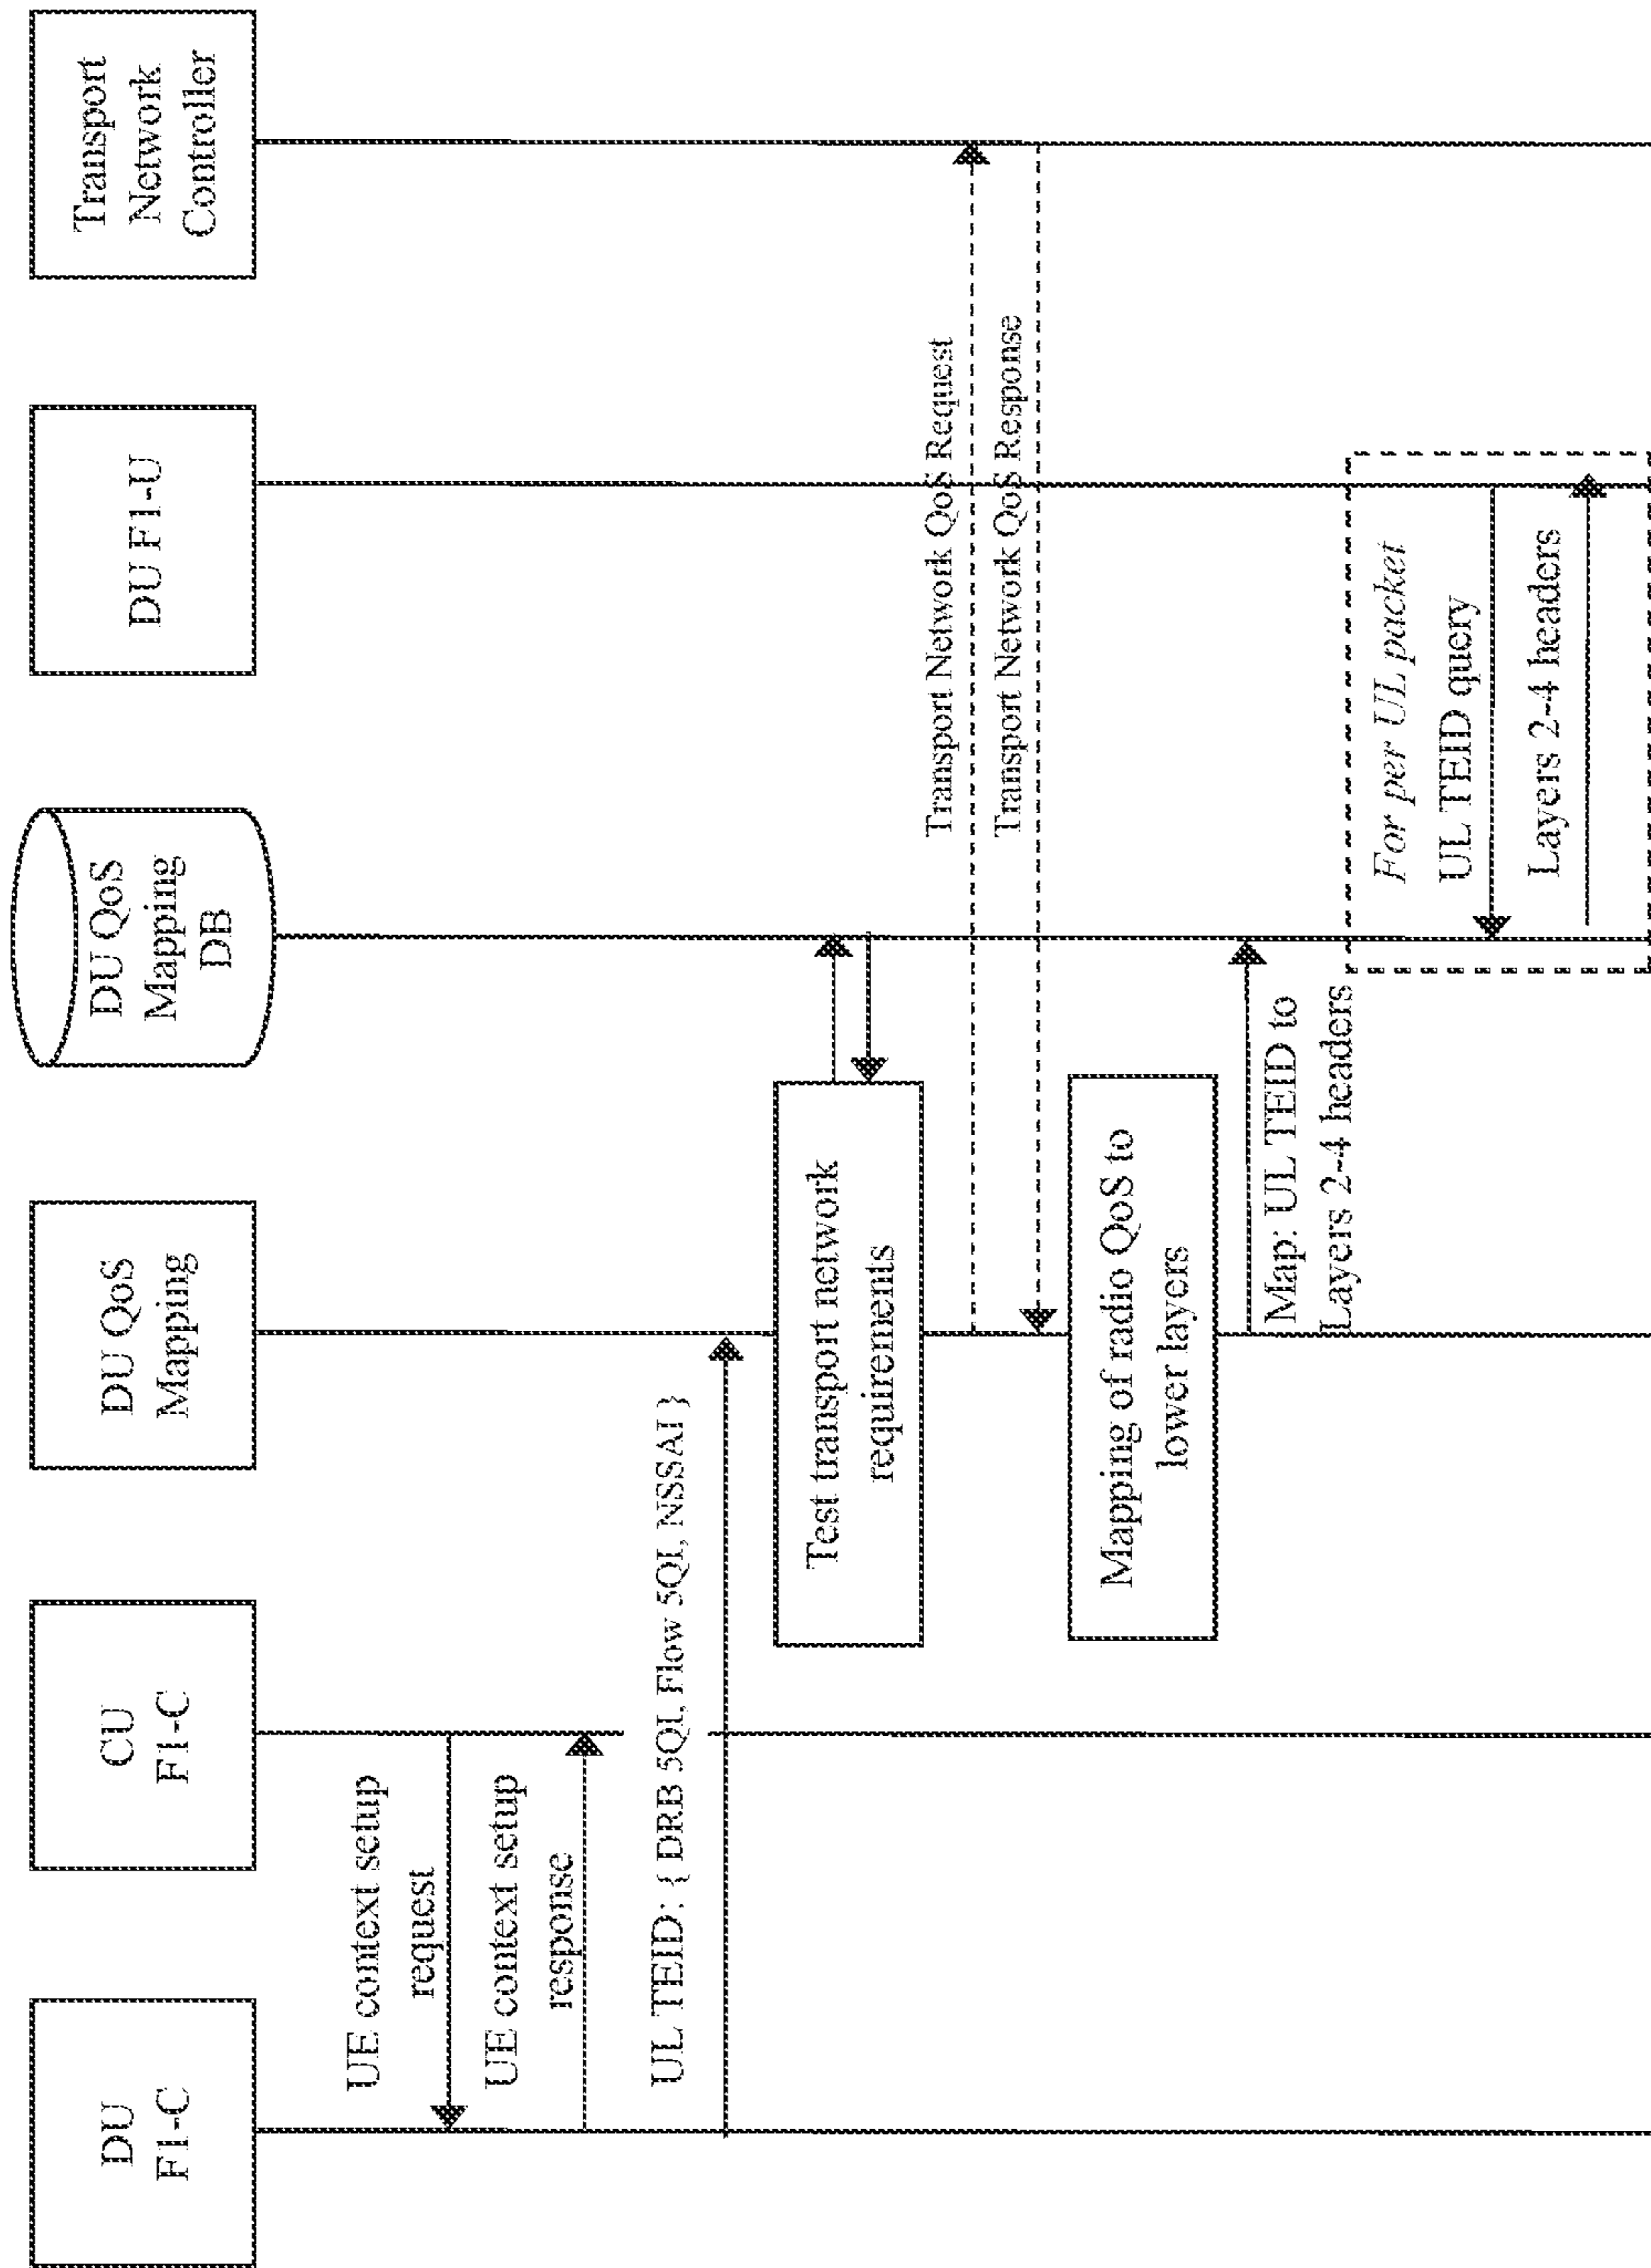 DU
F1-C
CU
F1-C
DU QoS
Mapping
DU QoS
Mapping
DB
DU F1-U
Transport
Network
Controller
UE context setup
request
UE context setup
response
UL TEID: { DRB 5QI, Flow 5QI, NSSAI }
Test transport network
requirements
Transport Network QoS Request
Transport Network QoS Response
Mapping of radio QoS to
lower layers
Map: UL TEID to
Layers 2-4 headers
For per UL packet
UL TEID query
Layers 2-4 headers